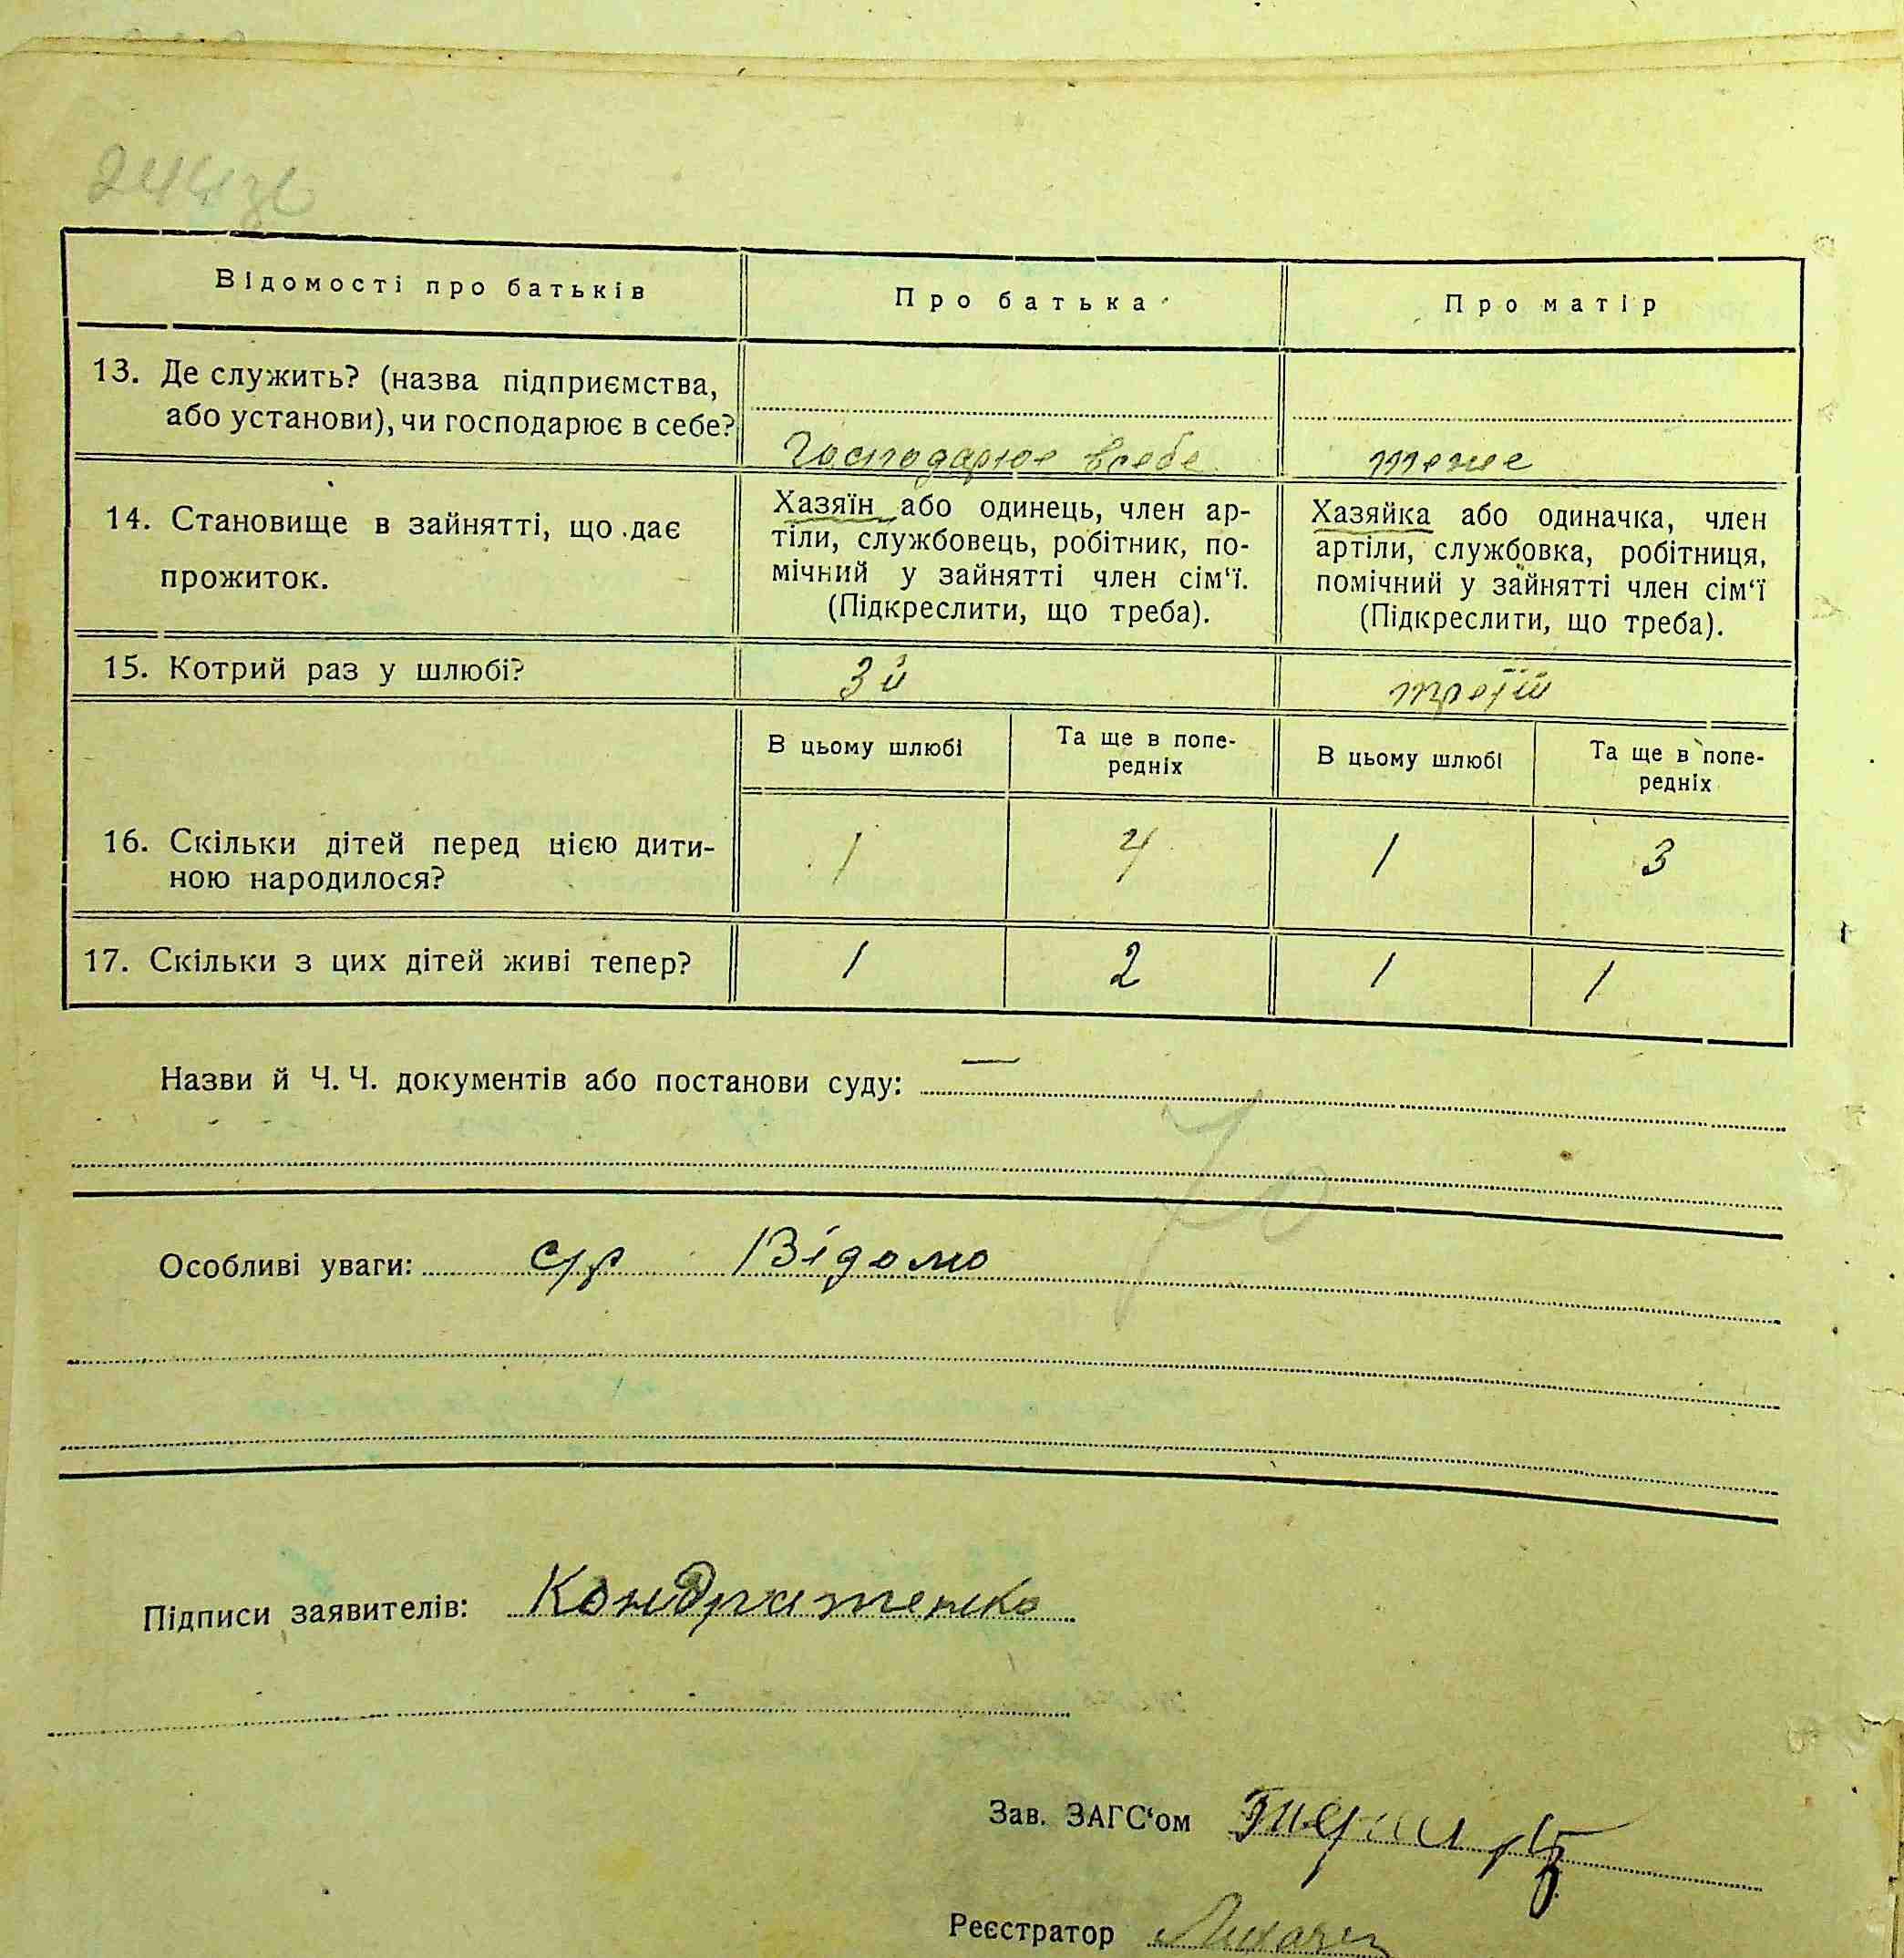 244зв
Відомості про батьків
Про батька
Про матір
13. Де служить? (назва підприємства,
або установи), чи господарює в себе?
Господарює в себе
теже
14. Становище в зайнятті, що дає
прожиток.
Хазяїн або одинець, член ар-
тіли, службовець, робітник, по-
мічний у зайнятті член сім‘ї.
(Підкреслити, що треба).
Хазяйка або одиначка, член
артіли, службовка, робітниця,
помічний у зайнятті член сім‘ї
(Підкреслити, що треба).
15. Котрий раз у шлюбі?
3й
третій
В цьому шлюбі
Та ще в попе-
редніх
В цьому шлюбі
Та ще в попе-
редніх
16. Скільки дітей перед цією дити-
ною народилося?
1
4
1
3
17. Скільки з цих дітей живі тепер?
1
2
1
1
Назви й Ч. Ч. документів або постанови суду: —
Особливі уваги: с/р Відомо
Підписи заявителів: Кондратенко
Зав. ЗАГС‘ом
Реєстратор